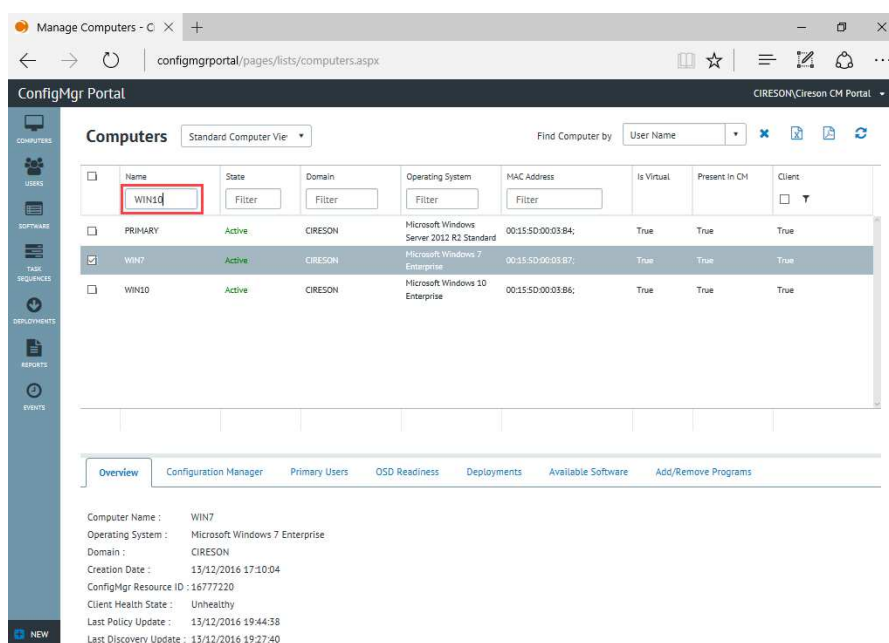 Manage Computers - Ci
configmgrportal/pages/lists/computers.aspx
ConfigMgr Portal
CIRESON\Cireson CM Portal
COMPUTERS
USERS
SOFTWARE
TASK SEQUENCES
DEPLOYMENTS
REPORTS
EVENTS
NEW
Computers
Standard Computer Vie
Find Computer by
User Name
Name State Domain Operating System MAC Address Is Virtual Present In CM Client
WIN10 Filter Filter Filter Filter
PRIMARY Active CIRESON Microsoft Windows Server 2012 R2 Standard 00:15:5D:00:03:B4; True True True
WIN7 Active CIRESON Microsoft Windows 7 Enterprise 00:15:5D:00:03:B7; True True True
WIN10 Active CIRESON Microsoft Windows 10 Enterprise 00:15:5D:00:03:B6; True True True
Overview Configuration Manager Primary Users OSD Readiness Deployments Available Software Add/Remove Programs
Computer Name : WIN7
Operating System : Microsoft Windows 7 Enterprise
Domain : CIRESON
Creation Date : 13/12/2016 17:10:04
ConfigMgr Resource ID : 16777220
Client Health State : Unhealthy
Last Policy Update : 13/12/2016 19:44:38
Last Discovery Update : 13/12/2016 19:27:40